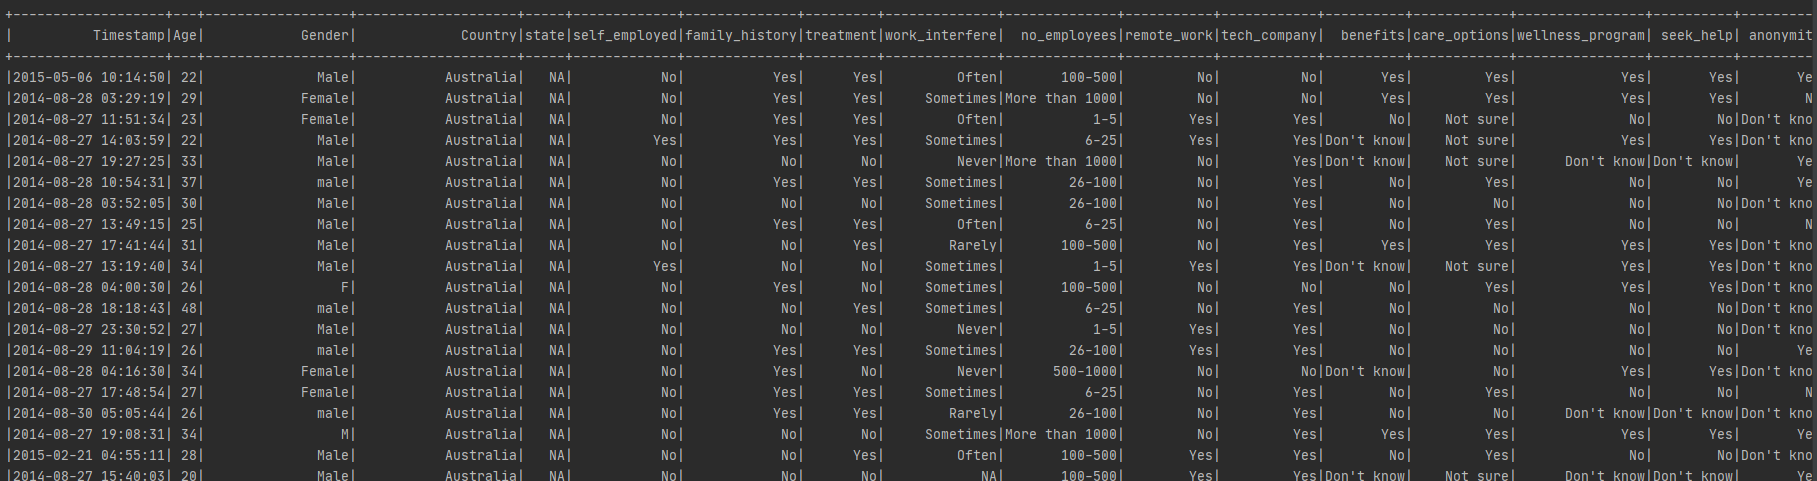 +-------------------+---+------------------+--------------------+-----+-------------+--------------+---------+--------------+--------------+-----------+------------+----------+------------+----------------+----------+---------
|          Timestamp|Age|            Gender|             Country|state|self_employed|family_history|treatment|work_interfere|  no_employees|remote_work|tech_company|  benefits|care_options|wellness_program| seek_help| anonymit
+-------------------+---+------------------+--------------------+-----+-------------+--------------+---------+--------------+--------------+-----------+------------+----------+------------+----------------+----------+---------
|2015-05-06 10:14:50| 22|              Male|           Australia|   NA|           No|           Yes|      Yes|         Often|       100-500|         No|          No|       Yes|         Yes|             Yes|       Yes|       Ye
|2014-08-28 03:29:19| 29|            Female|           Australia|   NA|           No|           Yes|      Yes|     Sometimes|More than 1000|         No|          No|       Yes|         Yes|             Yes|       Yes|        N
|2014-08-27 11:51:34| 23|            Female|           Australia|   NA|           No|           Yes|      Yes|         Often|           1-5|        Yes|         Yes|        No|    Not sure|              No|        No|Don't kno
|2014-08-27 14:03:59| 22|              Male|           Australia|   NA|          Yes|           Yes|      Yes|     Sometimes|          6-25|        Yes|         Yes|Don't know|    Not sure|             Yes|       Yes|Don't kno
|2014-08-27 19:27:25| 33|              Male|           Australia|   NA|           No|            No|       No|         Never|More than 1000|         No|         Yes|Don't know|    Not sure|      Don't know|Don't know|       Ye
|2014-08-28 10:54:31| 37|              male|           Australia|   NA|           No|           Yes|      Yes|     Sometimes|        26-100|         No|         Yes|        No|         Yes|              No|        No|       Ye
|2014-08-28 03:52:05| 30|              Male|           Australia|   NA|           No|            No|       No|     Sometimes|        26-100|         No|         Yes|        No|          No|              No|        No|Don't kno
|2014-08-27 13:49:15| 25|              Male|           Australia|   NA|           No|           Yes|      Yes|         Often|          6-25|         No|         Yes|        No|         Yes|              No|        No|        N
|2014-08-27 17:41:44| 31|              Male|           Australia|   NA|           No|            No|      Yes|        Rarely|       100-500|         No|         Yes|       Yes|         Yes|             Yes|        No|Don't kno
|2014-08-27 13:19:40| 34|              Male|           Australia|   NA|          Yes|            No|       No|     Sometimes|           1-5|        Yes|         Yes|Don't know|    Not sure|             Yes|       Yes|Don't kno
|2014-08-28 04:00:30| 26|                 F|           Australia|   NA|           No|           Yes|       No|     Sometimes|       100-500|         No|          No|        No|         Yes|             Yes|       Yes|Don't kno
|2014-08-28 18:18:43| 48|              male|           Australia|   NA|           No|            No|      Yes|     Sometimes|          6-25|         No|         Yes|        No|          No|              No|        No|Don't kno
|2014-08-27 23:30:52| 27|              Male|           Australia|   NA|           No|            No|       No|         Never|           1-5|        Yes|         Yes|        No|          No|              No|        No|Don't kno
|2014-08-29 11:04:19| 26|              male|           Australia|   NA|           No|           Yes|      Yes|     Sometimes|        26-100|        Yes|         Yes|        No|          No|              No|        No|       Ye
|2014-08-28 04:16:30| 34|            Female|           Australia|   NA|           No|           Yes|       No|         Never|      500-1000|         No|          No|Don't know|          No|             Yes|       Yes|Don't kno
|2014-08-27 17:48:54| 27|            Female|           Australia|   NA|           No|           Yes|      Yes|     Sometimes|          6-25|         No|         Yes|        No|         Yes|              No|        No|        N
|2014-08-30 05:05:44| 26|              male|           Australia|   NA|           No|           Yes|      Yes|        Rarely|        26-100|         No|         Yes|        No|          No|      Don't know|Don't know|Don't kno
|2014-08-27 19:08:31| 34|                 M|           Australia|   NA|           No|            No|       No|     Sometimes|More than 1000|         No|         Yes|       Yes|         Yes|             Yes|       Yes|       Ye
|2015-02-21 04:55:11| 28|              Male|           Australia|   NA|           No|            No|      Yes|         Often|       100-500|         No|         Yes|       Yes|         Yes|              No|        No|Don't kno
|2014-08-27 15:40:03| 20|              Male|           Australia|   NA|           No|            No|       No|            NA|       100-500|        Yes|         Yes|Don't know|    Not sure|      Don't know|Don't know|       Ye